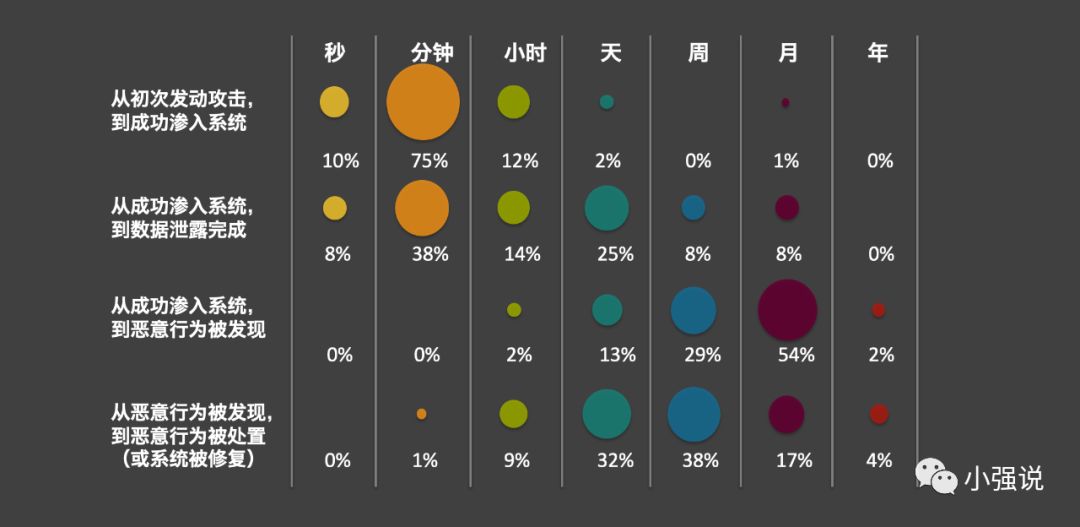 秒 分钟 小时 天 周 月 年
从初次发动攻击，
到成功渗入系统
10% 75% 12% 2% 0% 1% 0%
从成功渗入系统，
到数据泄露完成
8% 38% 14% 25% 8% 8% 0%
从成功渗入系统，
到恶意行为被发现
0% 0% 2% 13% 29% 54% 2%
从恶意行为被发现，
到恶意行为被处置
（或系统被修复）
0% 1% 9% 32% 38% 17% 4%
小强说